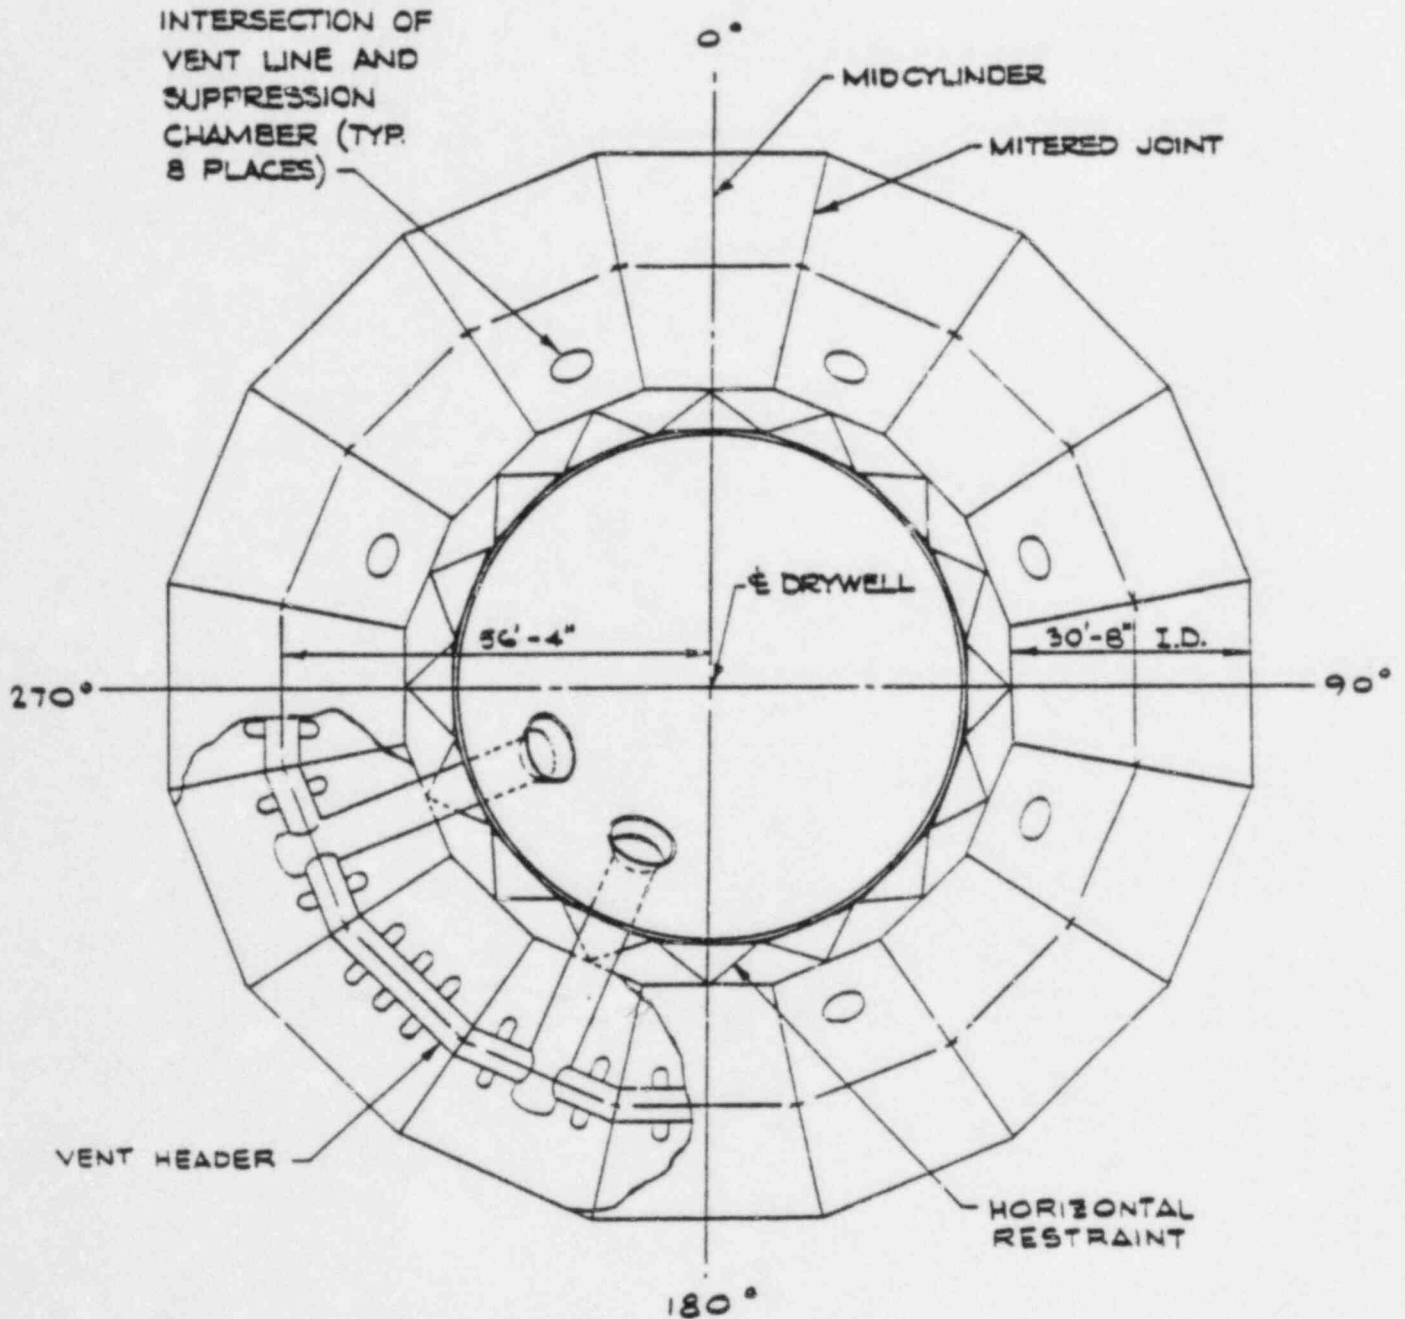 INTERSECTION OF
VENT LINE AND
SUPPRESSION
CHAMBER (TYP.
8 PLACES)
0°
MIDCYLINDER
MITERED JOINT
℄ DRYWELL
56'-4"
30'-8" I.D.
270°
90°
VENT HEADER
HORIZONTAL
RESTRAINT
180°